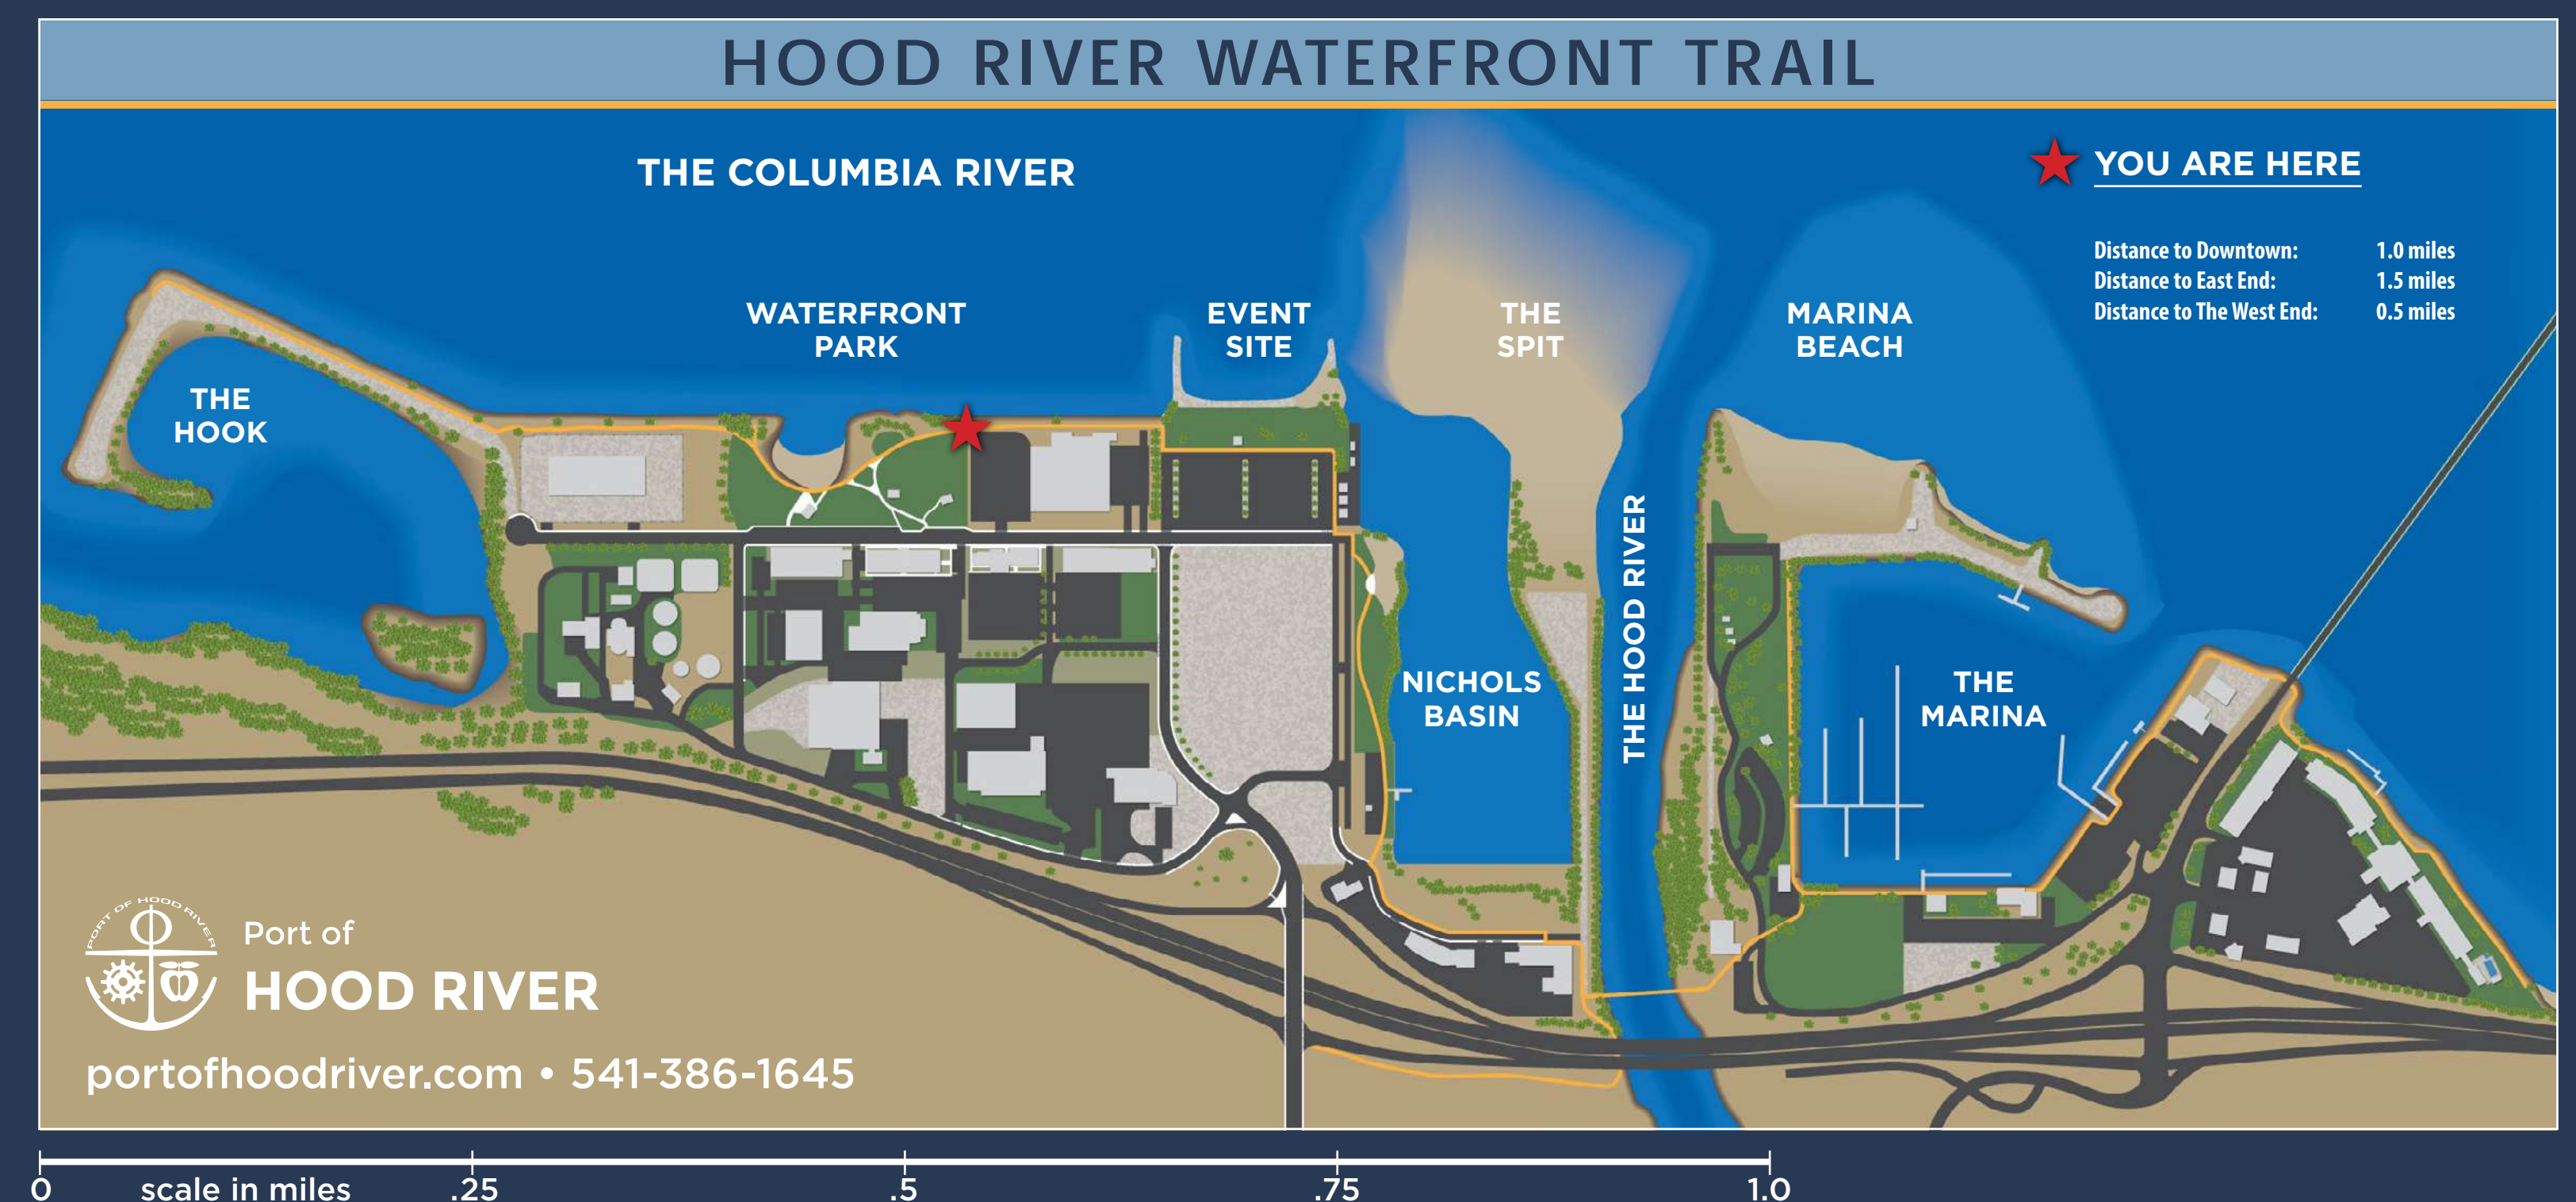 HOOD RIVER WATERFRONT TRAIL
THE COLUMBIA RIVER
YOU ARE HERE
Distance to Downtown: 1.0 miles
Distance to East End: 1.5 miles
Distance to The West End: 0.5 miles
WATERFRONT
PARK
EVENT
SITE
THE
SPIT
MARINA
BEACH
THE
HOOK
THE HOOD RIVER
NICHOLS
BASIN
THE
MARINA
PORT OF HOOD RIVER
Port of
HOOD RIVER
portofhoodriver.com • 541-386-1645
0 scale in miles .25 .5 .75 1.0